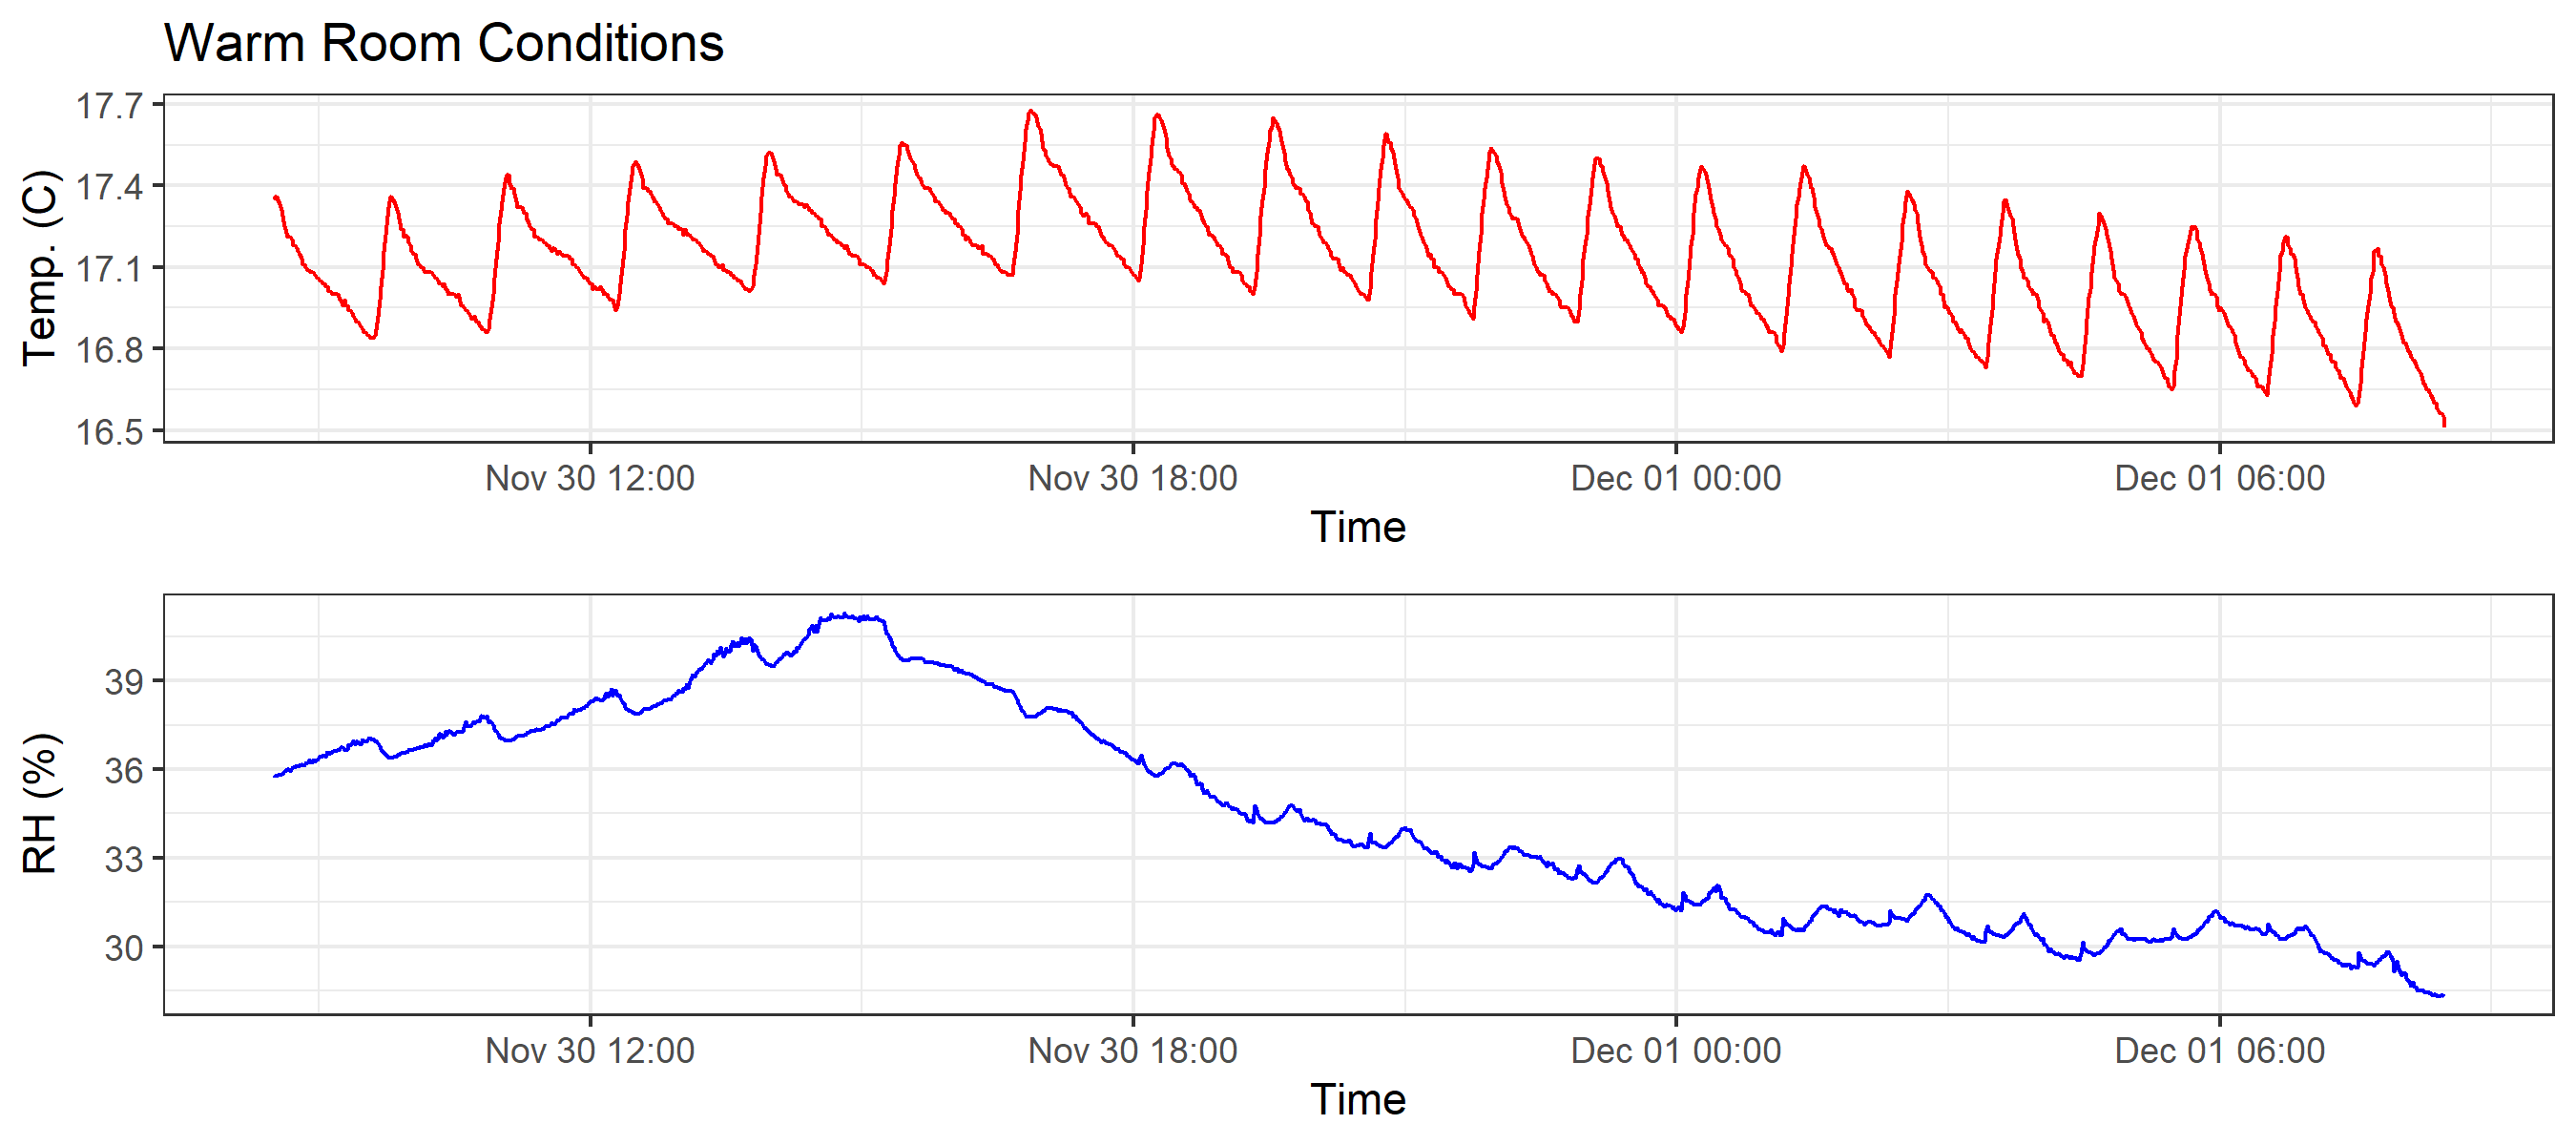 Warm Room Conditions
Temp. (C)
17.7
17.4
17.1
16.8
16.5
Nov 30 12:00 Nov 30 18:00 Dec 01 00:00 Dec 01 06:00
Time
RH (%)
39
36
33
30
Nov 30 12:00 Nov 30 18:00 Dec 01 00:00 Dec 01 06:00
Time